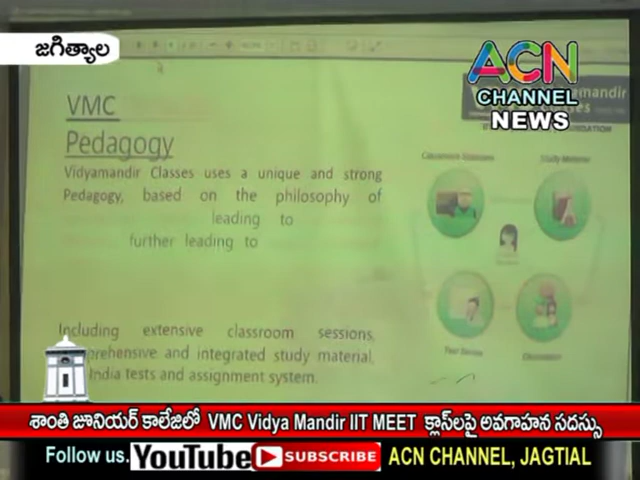 జగిత్యాల
ACN
CHANNEL
NEWS
VMC
Pedagogy
Vidyamandir Classes uses a unique and strong
Pedagogy, based on the philosophy of
leading to
further leading to
Including extensive classroom sessions,
and integrated study material,
India tests and assignment system.
Classroom Sessions
Study Material
Test Series
శాంతి జూనియర్ కాలేజిలో VMC Vidya Mandir IIT MEET క్లాస్‌లపై అవగాహన సదస్సు
Follow us. YouTube SUBSCRIBE ACN CHANNEL, JAGTIAL